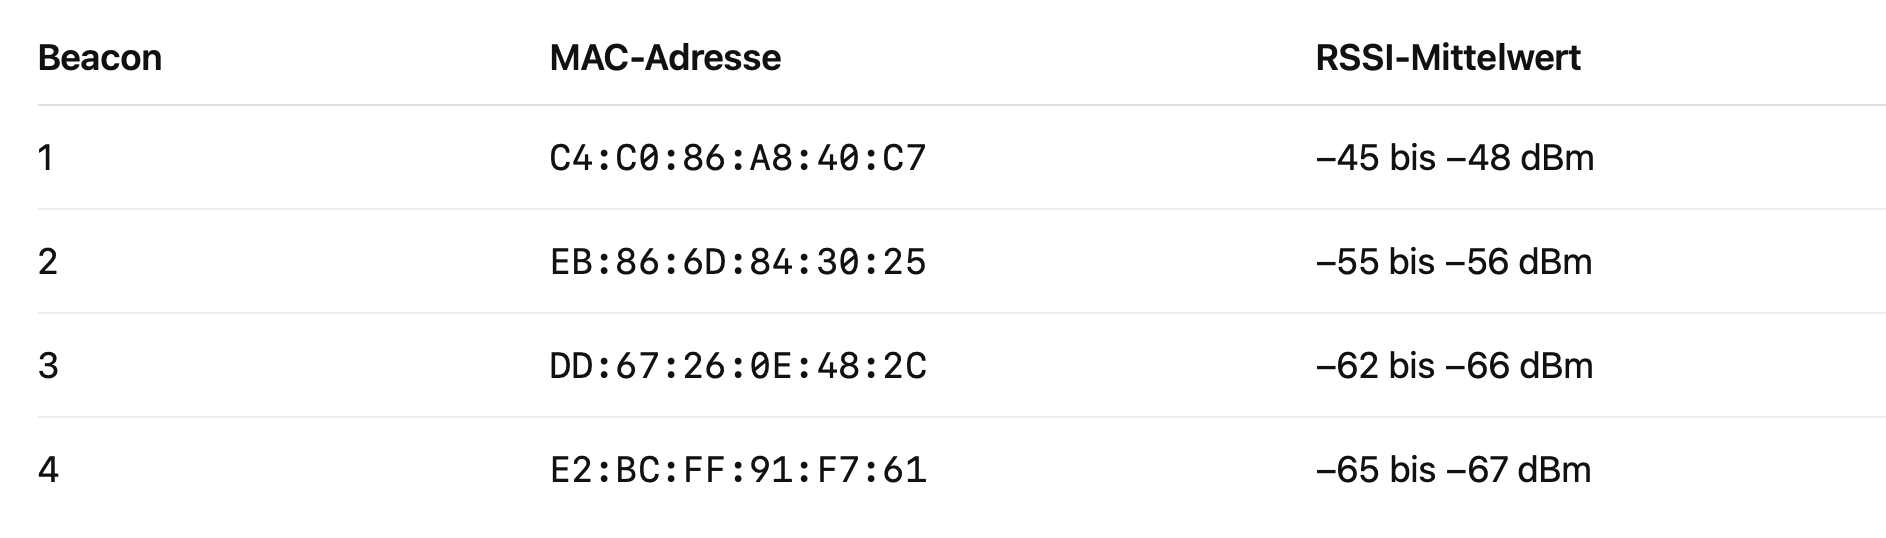 Beacon MAC-Adresse RSSI-Mittelwert
1 C4:C0:86:A8:40:C7 –45 bis –48 dBm
2 EB:86:6D:84:30:25 –55 bis –56 dBm
3 DD:67:26:0E:48:2C –62 bis –66 dBm
4 E2:BC:FF:91:F7:61 –65 bis –67 dBm